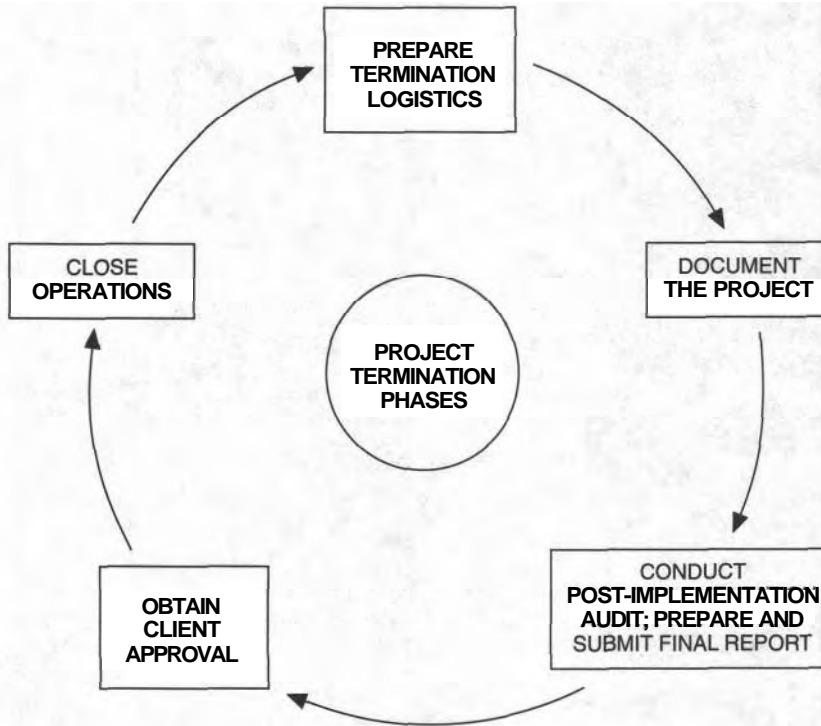 PREPARE
TERMINATION
LOGISTICS
CLOSE
OPERATIONS
DOCUMENT
THE PROJECT
PROJECT
TERMINATION
PHASES
OBTAIN
CLIENT
APPROVAL
CONDUCT
POST-IMPLEMENTATION
AUDIT; PREPARE AND
SUBMIT FINAL REPORT